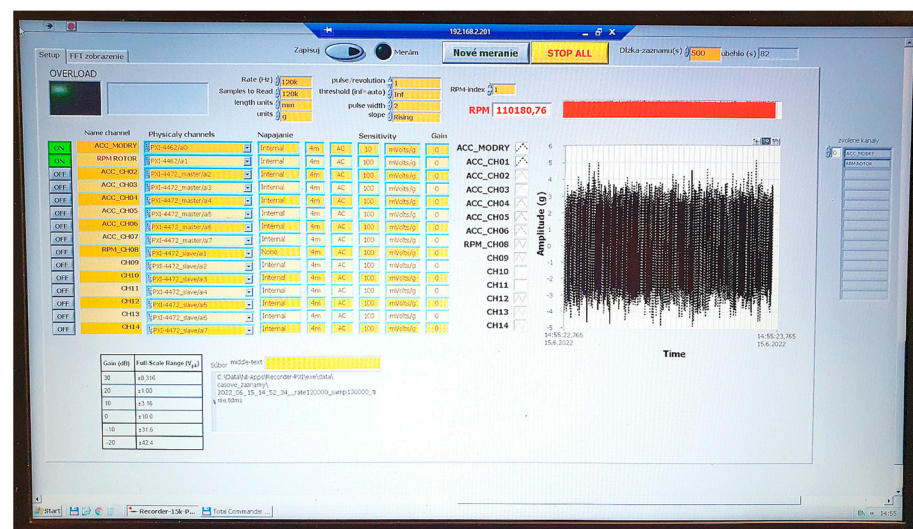 192.168.2.201
Setup
FFT zobrazenie
Zapisuj
Merám
Nové meranie
STOP ALL
Dlzka-zaznamu(s) 500
ubehlo (s) 82
OVERLOAD
Rate (Hz) 120k
Samples to Read 120k
length units mm
units g
pulse/revolution 1
threshold (inf=auto) Inf
pulse width 2
slope Rising
RPM-index 1
RPM 110180,76
Name channel Physicaly channels Napajanie Sensitivity Gain
ON ACC_MODRY PXI-4462/ai0 Internal 4m AC 10 mVolts/g 0
ON RPM ROTOR PXI-4462/ai1 Internal 4m AC 100 mVolts/g 0
OFF ACC_CH02 PXI-4472_master/ai2 Internal 4m AC 100 mVolts/g 0
OFF ACC_CH03 PXI-4472_master/ai3 Internal 4m AC 100 mVolts/g 0
OFF ACC_CH04 PXI-4472_master/ai4 Internal 4m AC 100 mVolts/g 0
OFF ACC_CH05 PXI-4472_master/ai5 Internal 4m AC 100 mVolts/g 0
OFF ACC_CH06 PXI-4472_master/ai6 Internal 4m AC 100 mVolts/g 0
OFF ACC_CH07 PXI-4472_master/ai7 Internal 4m AC 100 mVolts/g 0
OFF RPM_CH08 PXI-4472_slave/ai1 None 4m AC 100 mVolts/g 0
OFF CH09 PXI-4472_slave/ai2 Internal 4m AC 100 mVolts/g 0
OFF CH10 PXI-4472_slave/ai3 Internal 4m AC 100 mVolts/g 0
OFF CH11 PXI-4472_slave/ai4 Internal 4m AC 100 mVolts/g 0
OFF CH12 PXI-4472_slave/ai5 Internal 4m AC 100 mVolts/g 0
OFF CH13 PXI-4472_slave/ai6 Internal 4m AC 100 mVolts/g 0
OFF CH14 PXI-4472_slave/ai7 Internal 4m AC 100 mVolts/g 0
ACC_MODRY
ACC_CH01
ACC_CH02
ACC_CH03
ACC_CH04
ACC_CH05
ACC_CH06
RPM_CH08
CH09
CH10
CH11
CH12
CH13
CH14
Amplitude (g)
6
5
4
3
2
1
0
-1
-2
-3
-4
-5
14:55:22,765
15.6.2022
14:55:23,765
15.6.2022
Time
zvolene kanaly
0 ACC_MODRY
RPM ROTOR
Gain (dB) Full-Scale Range (Vpk)
30 ±0.316
20 ±1.00
10 ±3.16
0 ±10.0
-10 ±31.6
-20 ±42.4
Súbor middle-text
C:\Data\NI-Apps\Recorder-PXI\exe\data\
casove_zaznamy\
2022_06_15_14_52_34__rate120000_samp120000_ti
me.tdms
Start
Recorder-15k-P...
Total Commander ...
EN
14:55